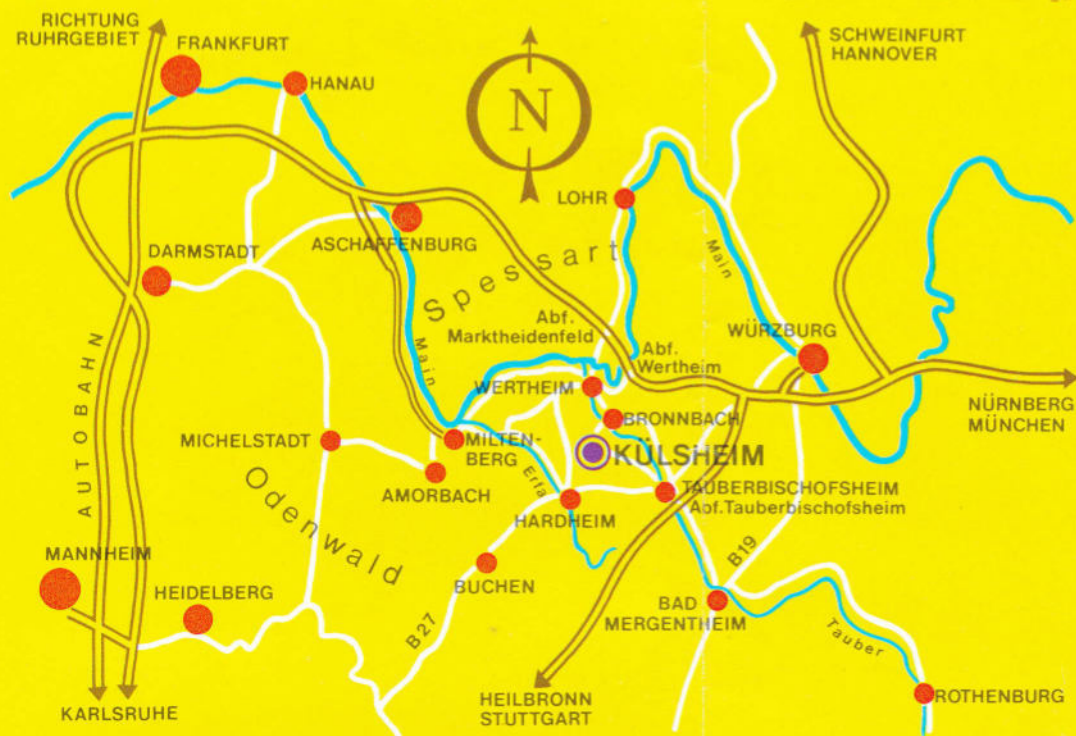 RICHTUNG
RUHRGEBIET
FRANKFURT
HANAU
N
SCHWEINFURT
HANNOVER
LOHR
DARMSTADT
ASCHAFFENBURG
Spessart
Main
Abf.
Marktheidenfeld
WÜRZBURG
Abf.
Wertheim
Main
AUTOBAHN
WERTHEIM
NÜRNBERG
MÜNCHEN
BRONNBACH
MICHELSTADT
MILTEN-
BERG
KÜLSHEIM
AMORBACH
Erfa
TAUBERBISCHOFSHEIM
Abf.Tauberbischofsheim
HARDHEIM
Odenwald
MANNHEIM
HEIDELBERG
BUCHEN
B19
BAD
MERGENTHEIM
B27
Tauber
KARLSRUHE
HEILBRONN
STUTTGART
ROTHENBURG